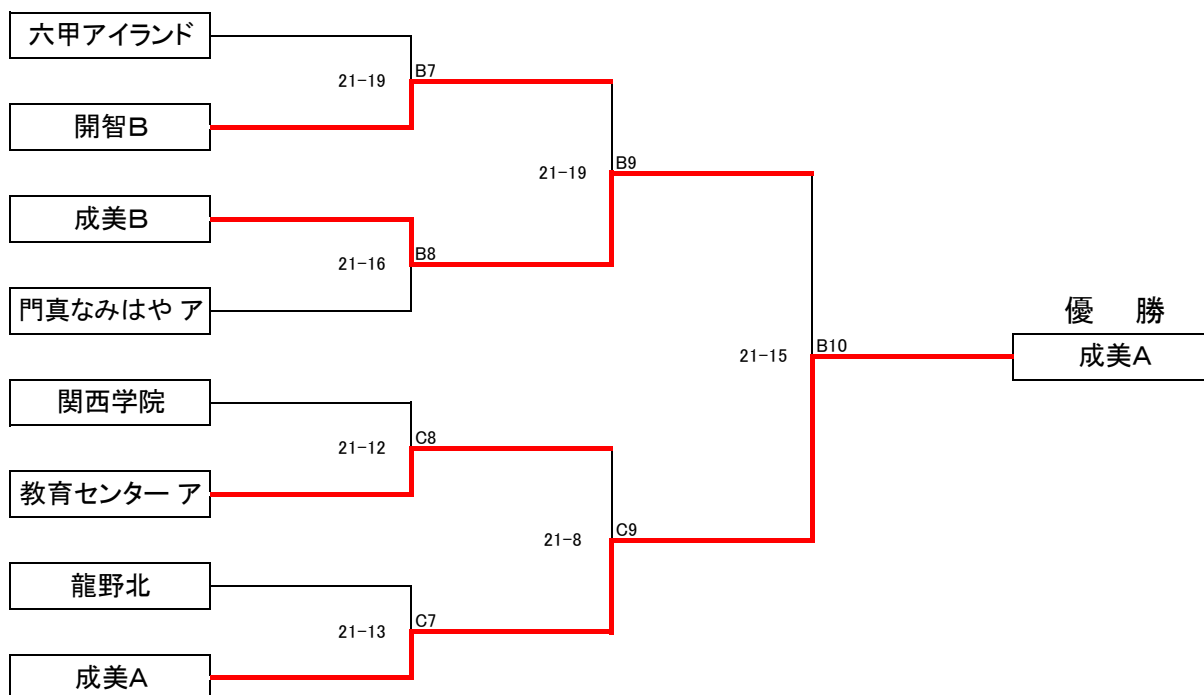 六甲アイランド
21-19 B7
開智B
21-19 B9
成美B
21-16 B8
門真なみはや ア
優 勝
21-15 B10
成美A
関西学院
21-12 C8
教育センター ア
21-8 C9
龍野北
21-13 C7
成美A